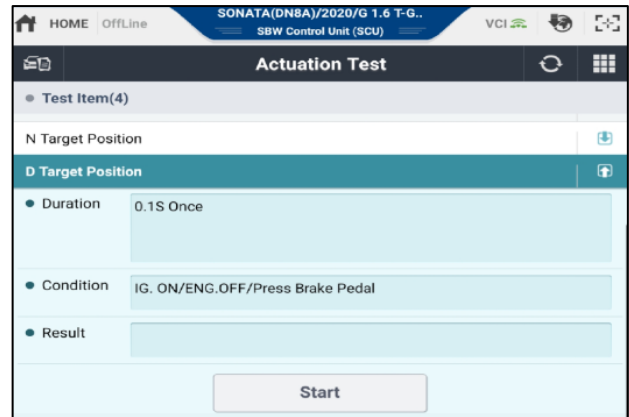 HOME OffLine SONATA(DN8A)/2020/G 1.6 T-G.. VCI
SBW Control Unit (SCU)
Actuation Test
Test Item(4)
N Target Position
D Target Position
Duration 0.1S Once
Condition IG. ON/ENG.OFF/Press Brake Pedal
Result
Start